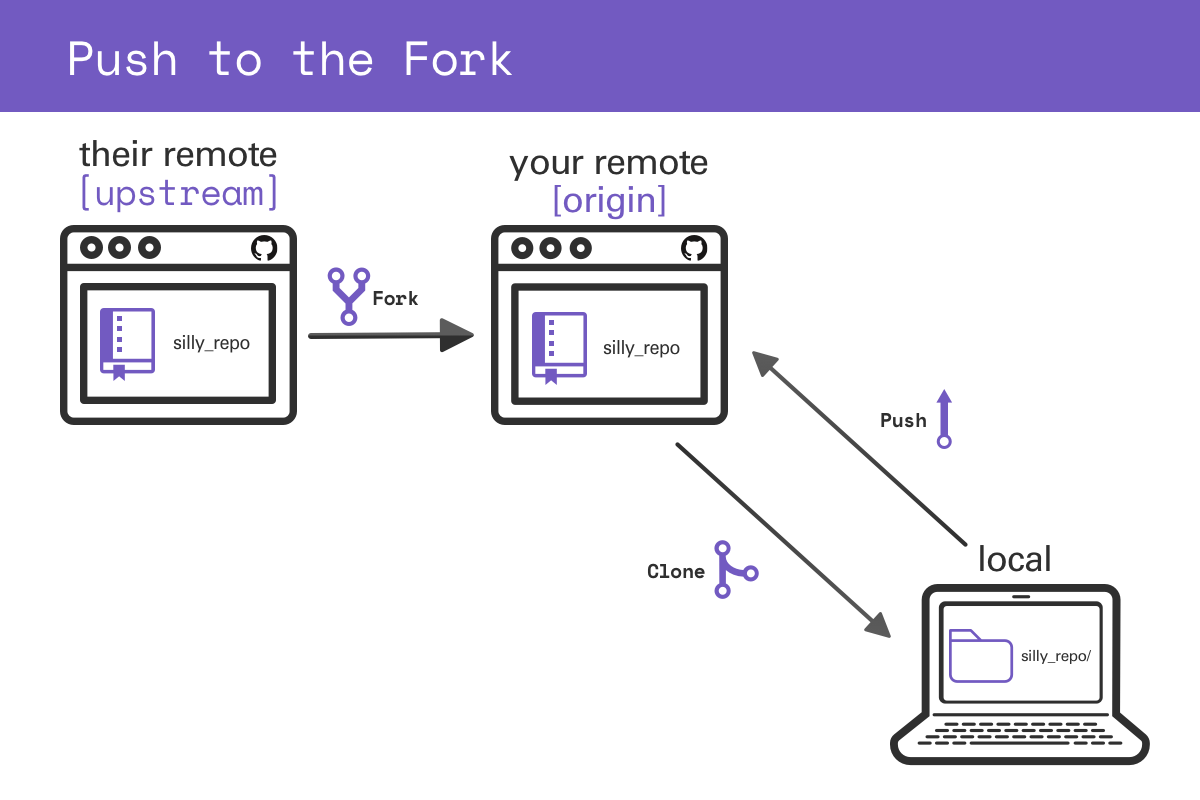 Push to the Fork
their remote
[upstream]
your remote
[origin]
Fork
silly_repo
silly_repo
Push
Clone
local
silly_repo/